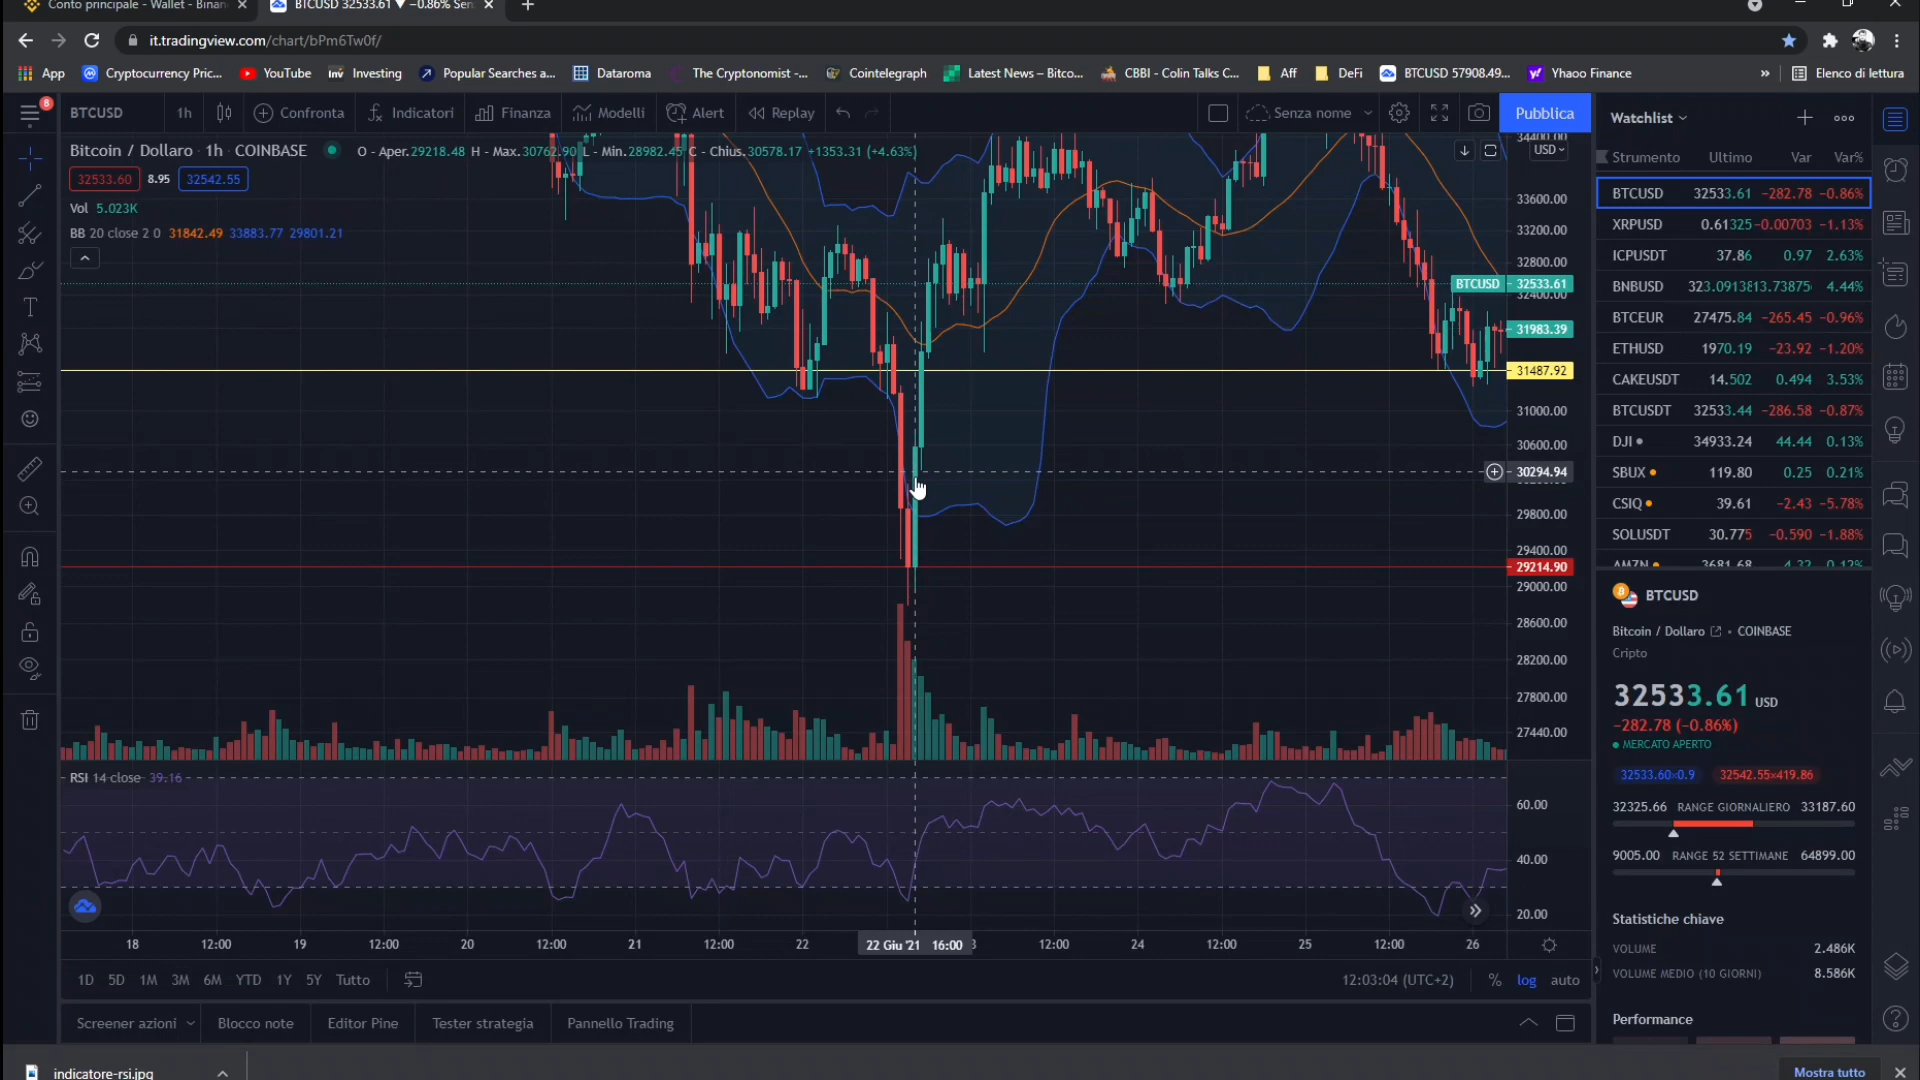 Conto principale - Wallet - Binan
BTCUSD 32533.61 ▼ −0.86% Sen
it.tradingview.com/chart/bPm6Tw0f/
App Cryptocurrency Pric... YouTube Investing Popular Searches a... Dataroma The Cryptonomist -... Cointelegraph Latest News – Bitco... CBBI - Colin Talks C... Aff DeFi BTCUSD 57908.49... Yhaoo Finance » Elenco di lettura
8
BTCUSD 1h Confronta Indicatori Finanza Modelli Alert Replay Senza nome Pubblica
Bitcoin / Dollaro · 1h · COINBASE O - Aper.29218.48 H - Max.30762.90 L - Min.28982.45 C - Chius.30578.17 +1353.31 (+4.63%)
32533.60 8.95 32542.55
Vol 5.023K
BB 20 close 2 0 31842.49 33883.77 29801.21
34400.00
USD
33600.00
33200.00
32800.00
BTCUSD 32533.61
32400.00
31983.39
31487.92
31000.00
30600.00
30294.94
29800.00
29400.00
29214.90
29000.00
28600.00
28200.00
27800.00
27440.00
RSI 14 close 39.16
60.00
40.00
20.00
18 12:00 19 12:00 20 12:00 21 12:00 22 22 Giu '21 16:00 3 12:00 24 12:00 25 12:00 26
1D 5D 1M 3M 6M YTD 1Y 5Y Tutto 12:03:04 (UTC+2) % log auto
Screener azioni Blocco note Editor Pine Tester strategia Pannello Trading
Watchlist
Strumento Ultimo Var Var%
BTCUSD 32533.61 −282.78 −0.86%
XRPUSD 0.61325 −0.00703 −1.13%
ICPUSDT 37.86 0.97 2.63%
BNBUSD 323.0913813.73875 4.44%
BTCEUR 27475.84 −265.45 −0.96%
ETHUSD 1970.19 −23.92 −1.20%
CAKEUSDT 14.502 0.494 3.53%
BTCUSDT 32533.44 −286.58 −0.87%
DJI 34933.24 44.44 0.13%
SBUX 119.80 0.25 0.21%
CSIQ 39.61 −2.43 −5.78%
SOLUSDT 30.775 −0.590 −1.88%
AMZN 3681.68 4.32 0.12%
BTCUSD
Bitcoin / Dollaro • COINBASE
Cripto
32533.61 USD
−282.78 (−0.86%)
MERCATO APERTO
32533.60×0.9 32542.55×419.86
32325.66 RANGE GIORNALIERO 33187.60
9005.00 RANGE 52 SETTIMANE 64899.00
Statistiche chiave
VOLUME 2.486K
VOLUME MEDIO (10 GIORNI) 8.586K
Performance
indicatore-rsi.jpg
Mostra tutto